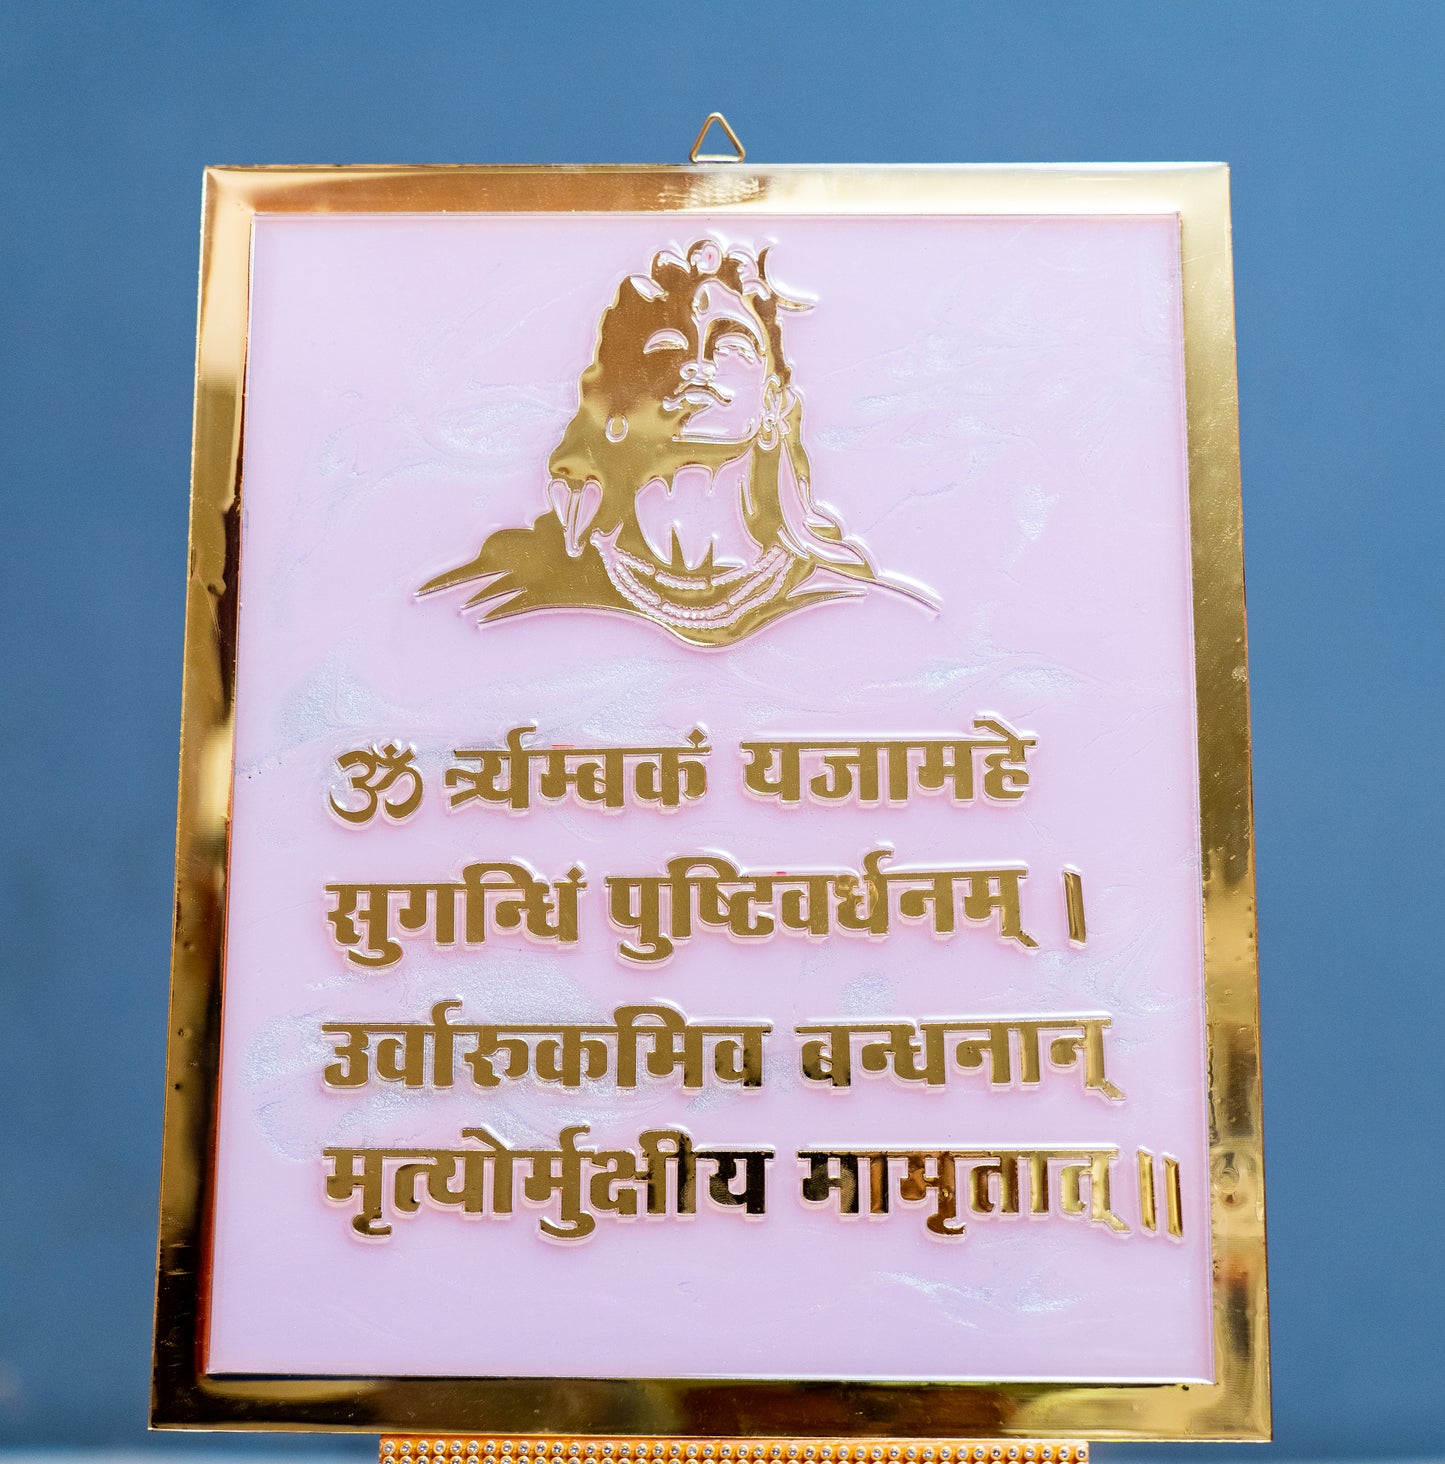 ॐ र्त्र्यम्बकं यजामहे
सुगन्धिं पुष्टिवर्धनम् ।
उर्वारुकमिव बन्धनान्
मृत्योर्मुक्षीय मामृतात् ॥